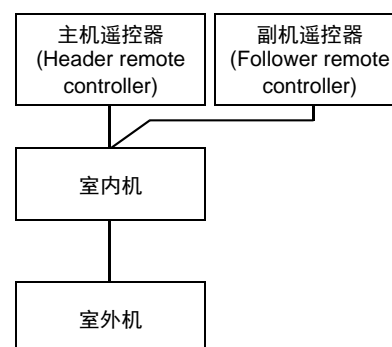 主机遥控器
(Header remote
controller)
副机遥控器
(Follower remote
controller)
室内机
室外机